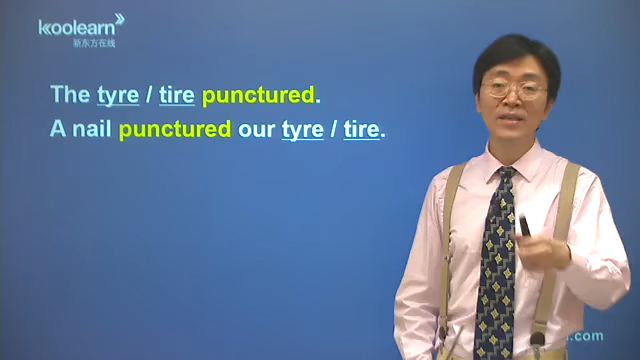 koolearn
新东方在线
The tyre / tire punctured.
A nail punctured our tyre / tire.
.com